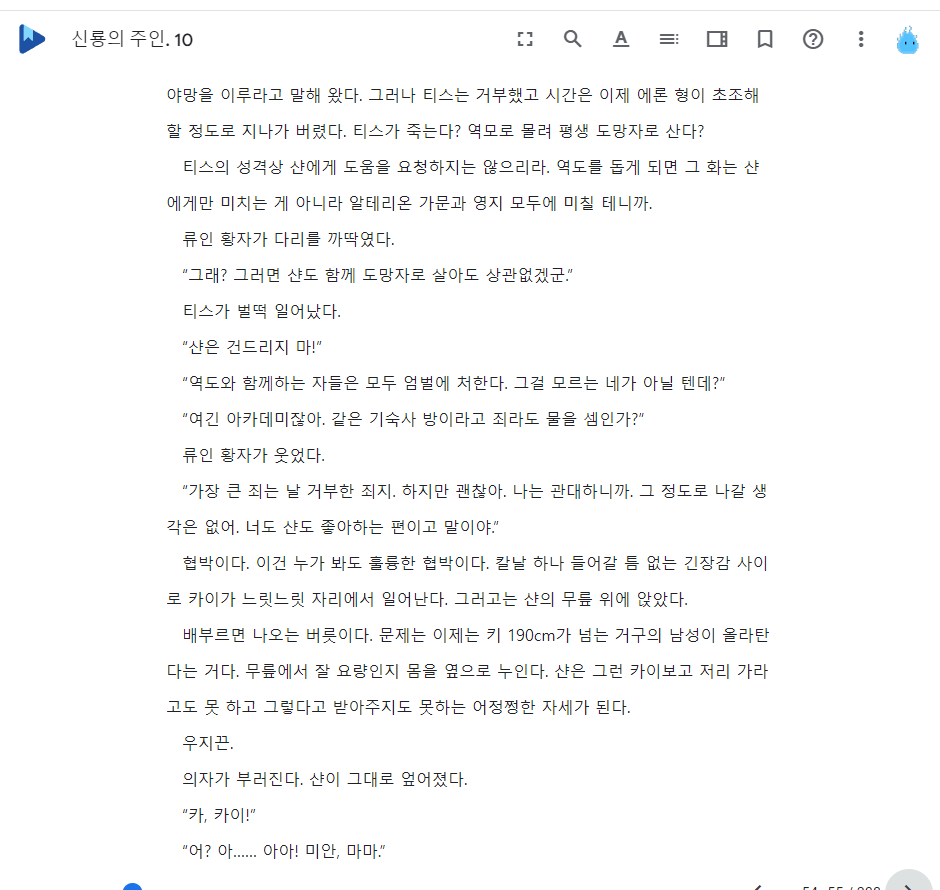 신룡의 주인. 10
야망을 이루라고 말해 왔다. 그러나 티스는 거부했고 시간은 이제 에론 형이 초조해
할 정도로 지나가 버렸다. 티스가 죽는다? 역모로 몰려 평생 도망자로 산다?
티스의 성격상 샨에게 도움을 요청하지는 않으리라. 역도를 돕게 되면 그 화는 샨
에게만 미치는 게 아니라 알테리온 가문과 영지 모두에 미칠 테니까.
류인 황자가 다리를 까딱였다.
“그래? 그러면 샨도 함께 도망자로 살아도 상관없겠군.”
티스가 벌떡 일어났다.
“샨은 건드리지 마!”
“역도와 함께하는 자들은 모두 엄벌에 처한다. 그걸 모르는 네가 아닐 텐데?”
“여긴 아카데미잖아. 같은 기숙사 방이라고 죄라도 물을 셈인가?”
류인 황자가 웃었다.
“가장 큰 죄는 날 거부한 죄지. 하지만 괜찮아. 나는 관대하니까. 그 정도로 나갈 생
각은 없어. 너도 샨도 좋아하는 편이고 말이야.”
협박이다. 이건 누가 봐도 훌륭한 협박이다. 칼날 하나 들어갈 틈 없는 긴장감 사이
로 카이가 느릿느릿 자리에서 일어난다. 그러고는 샨의 무릎 위에 앉았다.
배부르면 나오는 버릇이다. 문제는 이제는 키 190cm가 넘는 거구의 남성이 올라탄
다는 거다. 무릎에서 잘 요량인지 몸을 옆으로 누인다. 샨은 그런 카이보고 저리 가라
고도 못 하고 그렇다고 받아주지도 못하는 어정쩡한 자세가 된다.
우지끈.
의자가 부러진다. 샨이 그대로 엎어졌다.
“카, 카이!”
“어? 아…… 아아! 미안, 마마.”